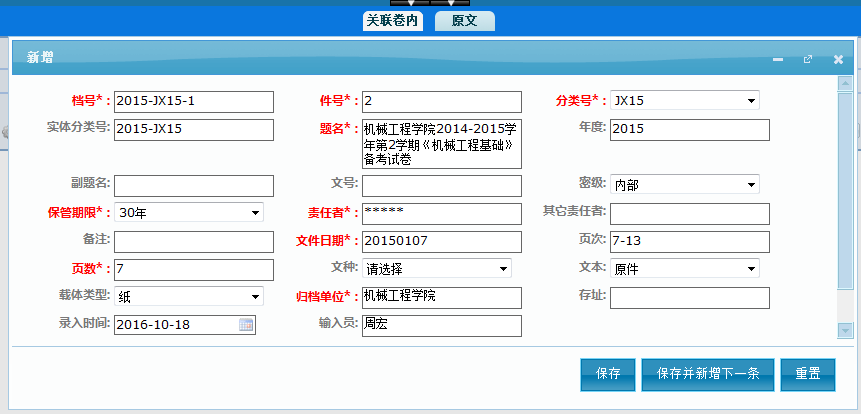 关联卷内 原文
新增
档号*： 2015-JX15-1 件号*： 2 分类号*： JX15
实体分类号: 2015-JX15 题名*： 机械工程学院2014-2015学 年度: 2015
年第2学期《机械工程基础》
备考试卷
副题名: 文号: 密级: 内部
保管期限*： 30年 责任者*： ***** 其它责任者:
备注: 文件日期*： 20150107 页次: 7-13
页数*： 7 文种: 请选择 文本: 原件
载体类型: 纸 归档单位*： 机械工程学院 存址:
录入时间: 2016-10-18 输入员: 周宏
保存 保存并新增下一条 重置